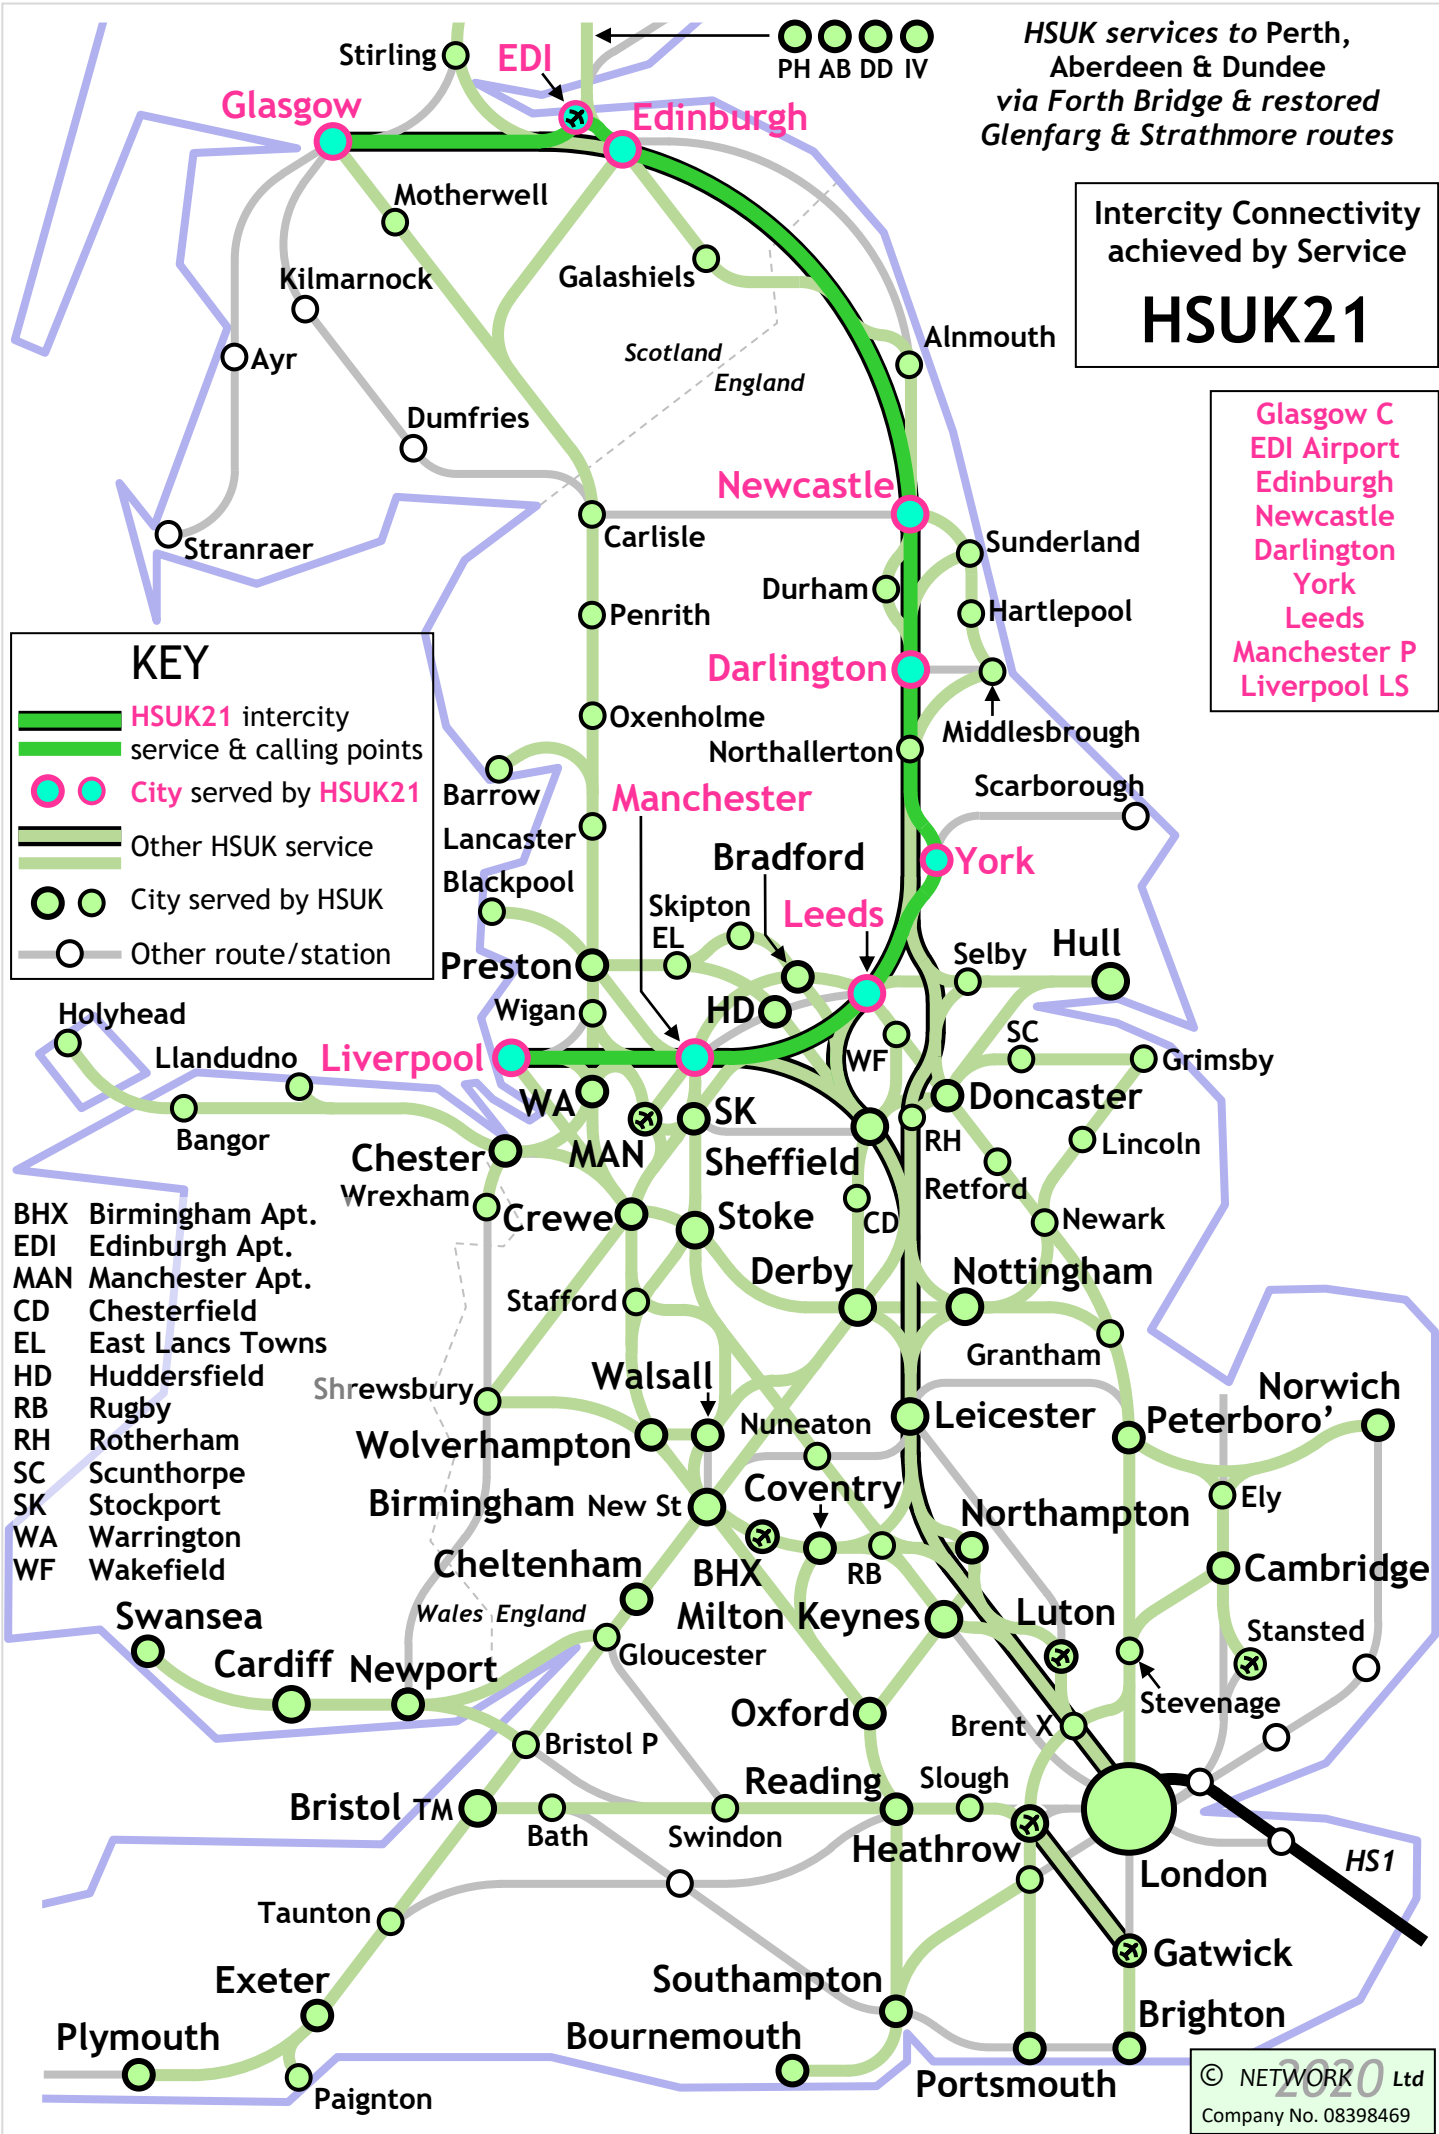 Stirling
EDI
PH AB DD IV
HSUK services to Perth,
Aberdeen & Dundee
via Forth Bridge & restored
Glenfarg & Strathmore routes
Glasgow
Edinburgh
Intercity Connectivity
achieved by Service
HSUK21
Motherwell
Kilmarnock
Galashiels
Ayr
Scotland
England
Alnmouth
Dumfries
Glasgow C
EDI Airport
Edinburgh
Newcastle
Darlington
York
Leeds
Manchester P
Liverpool LS
Newcastle
Carlisle
Stranraer
Sunderland
Durham
Hartlepool
Penrith
Darlington
Middlesbrough
Oxenholme
Northallerton
KEY
HSUK21 intercity
service & calling points
City served by HSUK21
Other HSUK service
City served by HSUK
Other route/station
Barrow
Manchester
Scarborough
Lancaster
Bradford
York
Blackpool
Skipton
EL
Leeds
Preston
Selby
Hull
Wigan
HD
Holyhead
Llandudno
Liverpool
WF
SC
Grimsby
WA
SK
Doncaster
Bangor
MAN
RH
Lincoln
Chester
Sheffield
Retford
Wrexham
Crewe
Stoke
CD
Newark
BHX Birmingham Apt.
EDI Edinburgh Apt.
MAN Manchester Apt.
CD Chesterfield
EL East Lancs Towns
HD Huddersfield
RB Rugby
RH Rotherham
SC Scunthorpe
SK Stockport
WA Warrington
WF Wakefield
Derby
Nottingham
Stafford
Grantham
Shrewsbury
Walsall
Norwich
Nuneaton
Leicester
Peterboro’
Wolverhampton
Coventry
Birmingham New St
Ely
Northampton
Cheltenham
BHX
RB
Cambridge
Wales England
Milton Keynes
Luton
Swansea
Stansted
Gloucester
Cardiff
Newport
Stevenage
Oxford
Brent X
Bristol P
Reading
Slough
Bristol TM
Bath
Swindon
Heathrow
London
HS1
Taunton
Gatwick
Exeter
Southampton
Brighton
Plymouth
Bournemouth
Portsmouth
Paignton
© NETWORK 2020 Ltd
Company No. 08398469